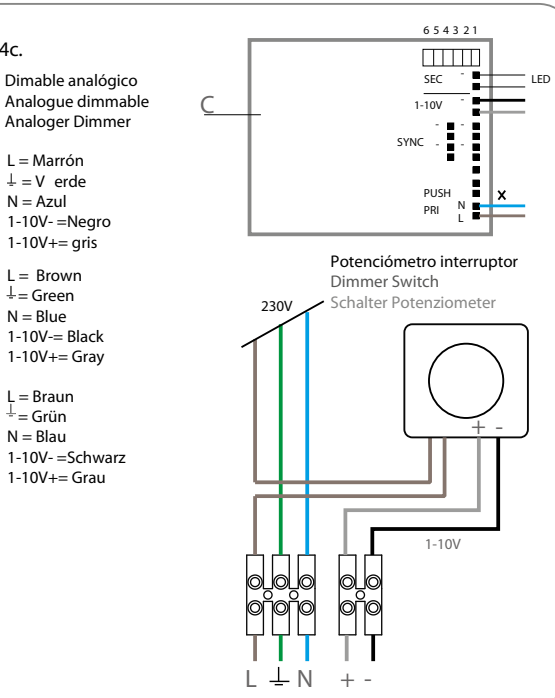 4c.
Dimable analógico
Analogue dimmable
Analoger Dimmer
L = Marrón
⏚ = V erde
N = Azul
1-10V- =Negro
1-10V+= gris
L = Brown
⏚= Green
N = Blue
1-10V-= Black
1-10V+= Gray
L = Braun
⏚= Grün
N = Blau
1-10V- =Schwarz
1-10V+= Grau
C
6 5 4 3 2 1
SEC - LED
1-10V -
SYNC - -
- -
PUSH x
PRI N
L
Potenciómetro interruptor
Dimmer Switch
Schalter Potenziometer
230V
+ -
1-10V
L ⏚ N + -